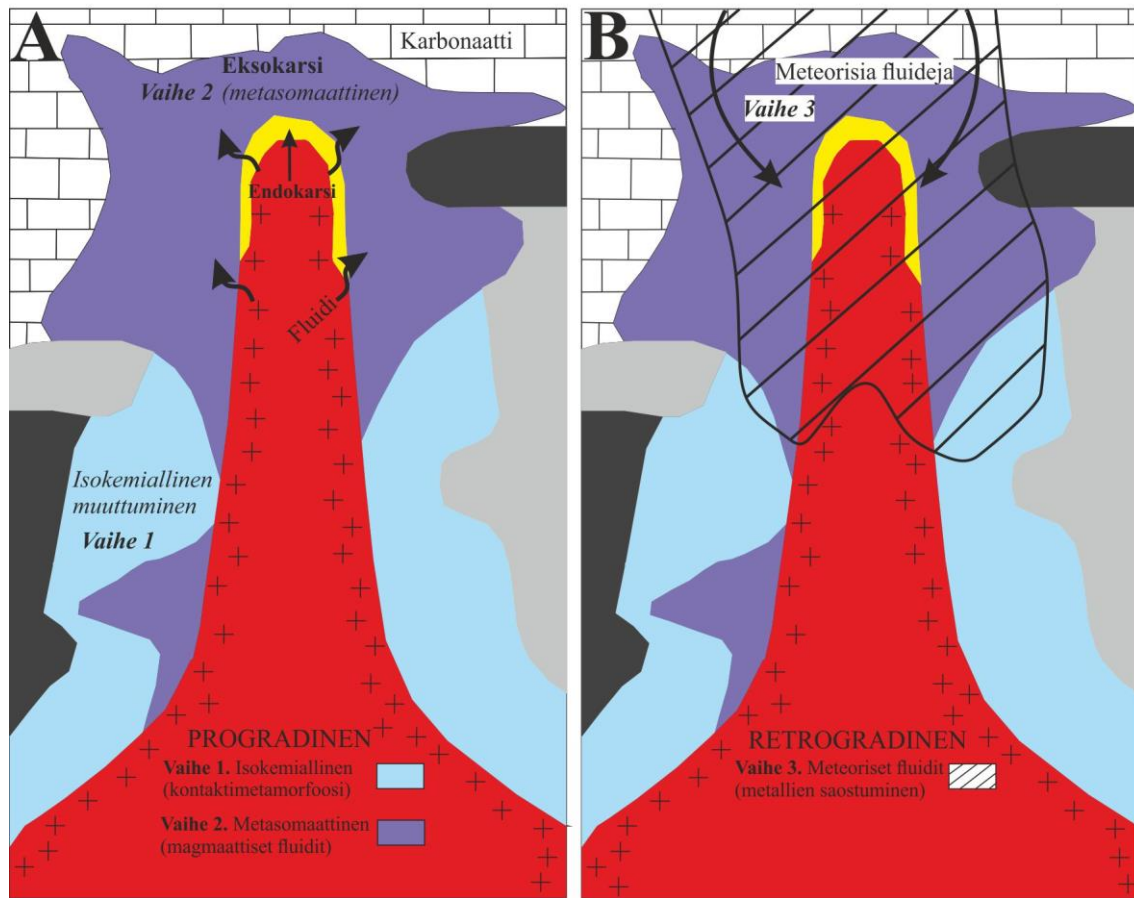 A
Karbonaatti
Eksokarsi
Vaihe 2 (metasomaattinen)
Endokarsi
Fluidi
Isokemiallinen
muuttuminen
Vaihe 1
PROGRADINEN
Vaihe 1. Isokemiallinen
(kontaktimetamorfoosi)
Vaihe 2. Metasomaattinen
(magmaattiset fluidit)
B
Meteorisia fluideja
Vaihe 3
RETROGRADINEN
Vaihe 3. Meteoriset fluidit
(metallien saostuminen)